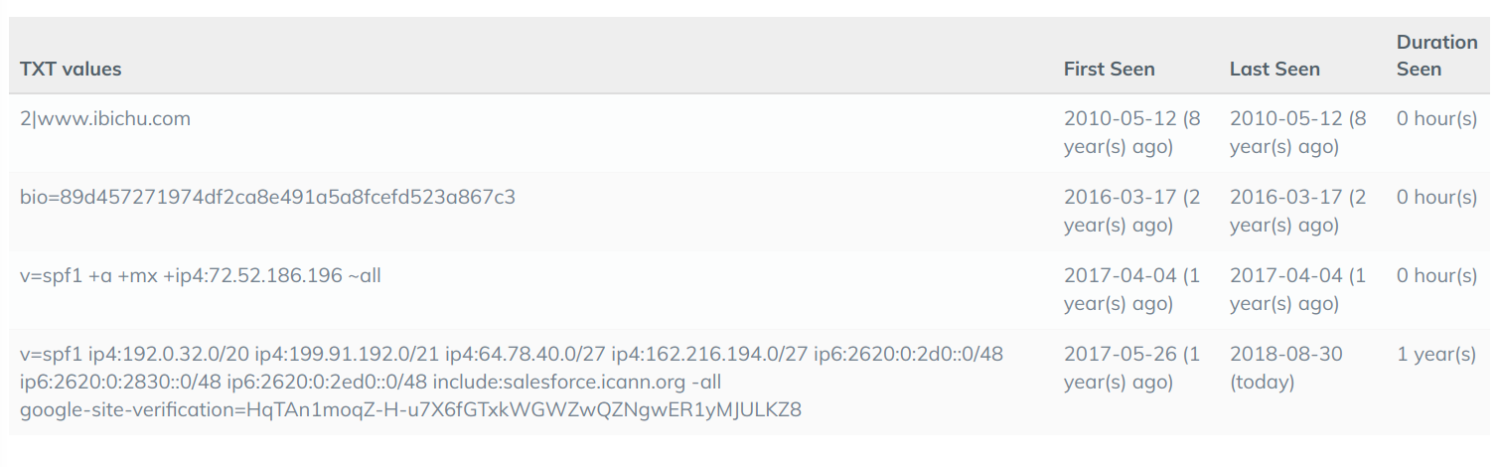 TXT values First Seen Last Seen Duration Seen
2|www.ibichu.com 2010-05-12 (8 2010-05-12 (8 0 hour(s)
year(s) ago) year(s) ago)
bio=89d457271974df2ca8e491a5a8fcefd523a867c3 2016-03-17 (2 2016-03-17 (2 0 hour(s)
year(s) ago) year(s) ago)
v=spf1 +a +mx +ip4:72.52.186.196 ~all 2017-04-04 (1 2017-04-04 (1 0 hour(s)
year(s) ago) year(s) ago)
v=spf1 ip4:192.0.32.0/20 ip4:199.91.192.0/21 ip4:64.78.40.0/27 ip4:162.216.194.0/27 ip6:2620:0:2d0::0/48 2017-05-26 (1 2018-08-30 1 year(s)
ip6:2620:0:2830::0/48 ip6:2620:0:2ed0::0/48 include:salesforce.icann.org -all year(s) ago) (today)
google-site-verification=HqTAn1moqZ-H-u7X6fGTxkWGWZwQZNgwER1yMJULKZ8